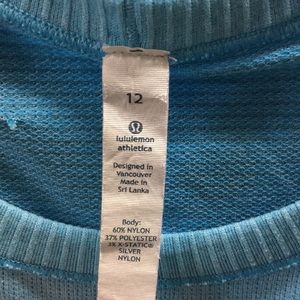 12
lululemon
athletica
Designed in
Vancouver
Made in
Sri Lanka
Body:
60% NYLON
37% POLYESTER
3% X-STATIC®
SILVER
NYLON